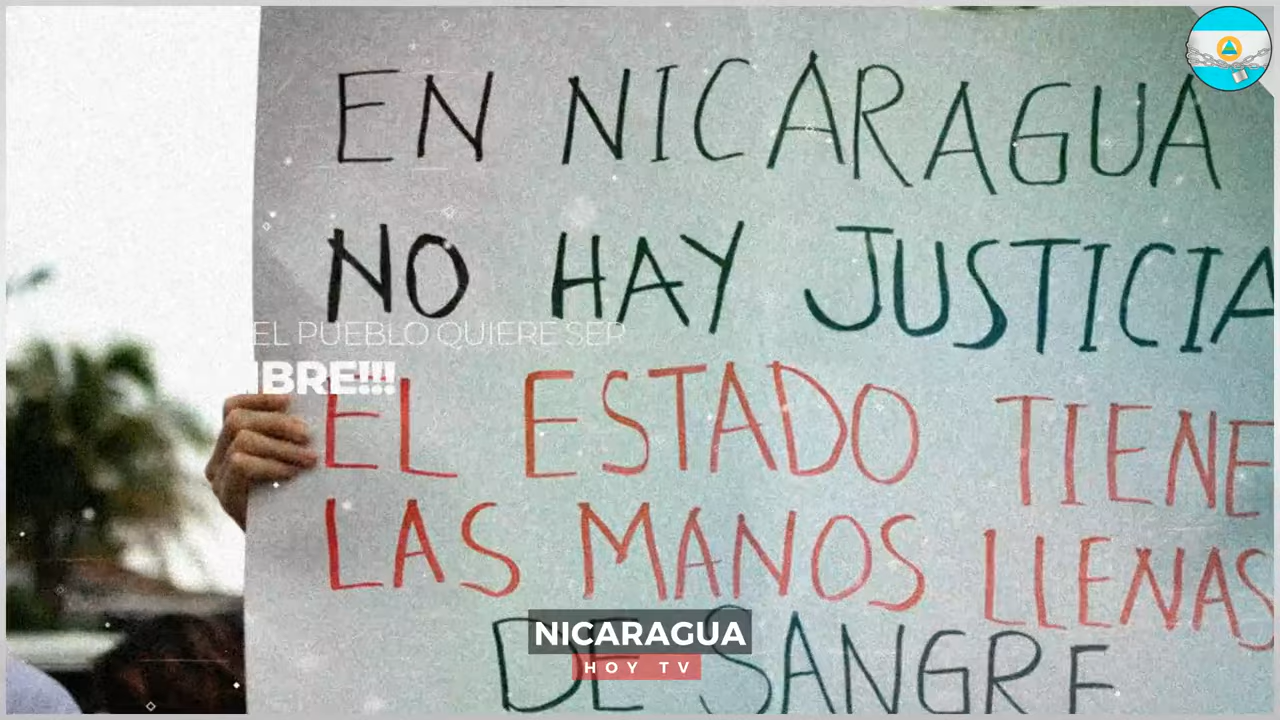 EN NICARAGUA
NO HAY JUSTICIA
EL PUEBLO QUIERE SER
IBRE!!!
EL ESTADO TIENE
LAS MANOS LLENAS
DE SANGRE
NICARAGUA
HOY TV